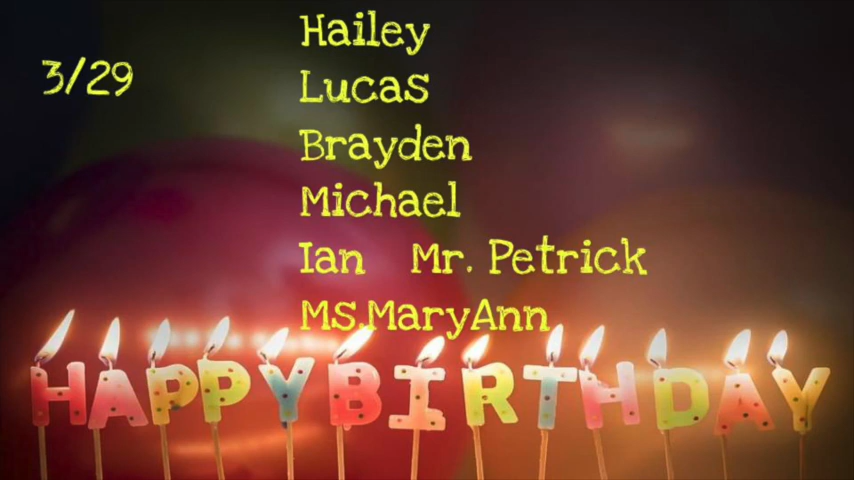 3/29
Hailey
Lucas
Brayden
Michael
Ian Mr. Petrick
Ms.MaryAnn
HAPPY BIRTHDAY